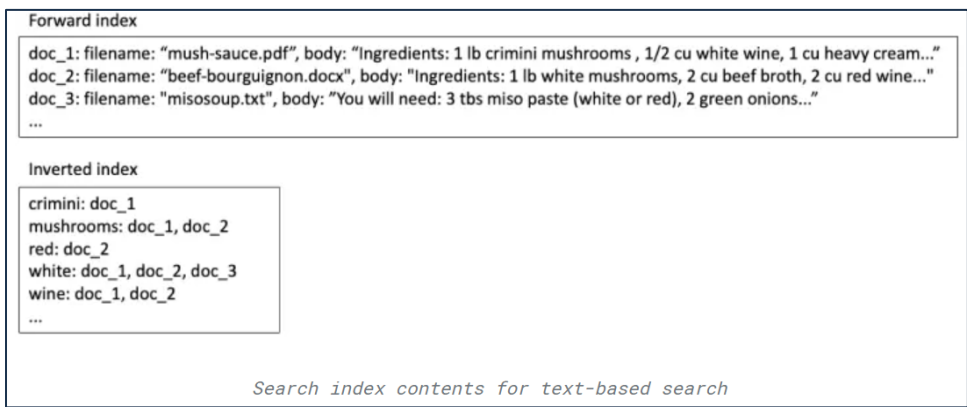 Forward index
doc_1: filename: “mush-sauce.pdf”, body: “Ingredients: 1 lb crimini mushrooms , 1/2 cu white wine, 1 cu heavy cream...”
doc_2: filename: “beef-bourguignon.docx", body: "Ingredients: 1 lb white mushrooms, 2 cu beef broth, 2 cu red wine..."
doc_3: filename: "misosoup.txt", body: “You will need: 3 tbs miso paste (white or red), 2 green onions...”
...
Inverted index
crimini: doc_1
mushrooms: doc_1, doc_2
red: doc_2
white: doc_1, doc_2, doc_3
wine: doc_1, doc_2
...
Search index contents for text-based search